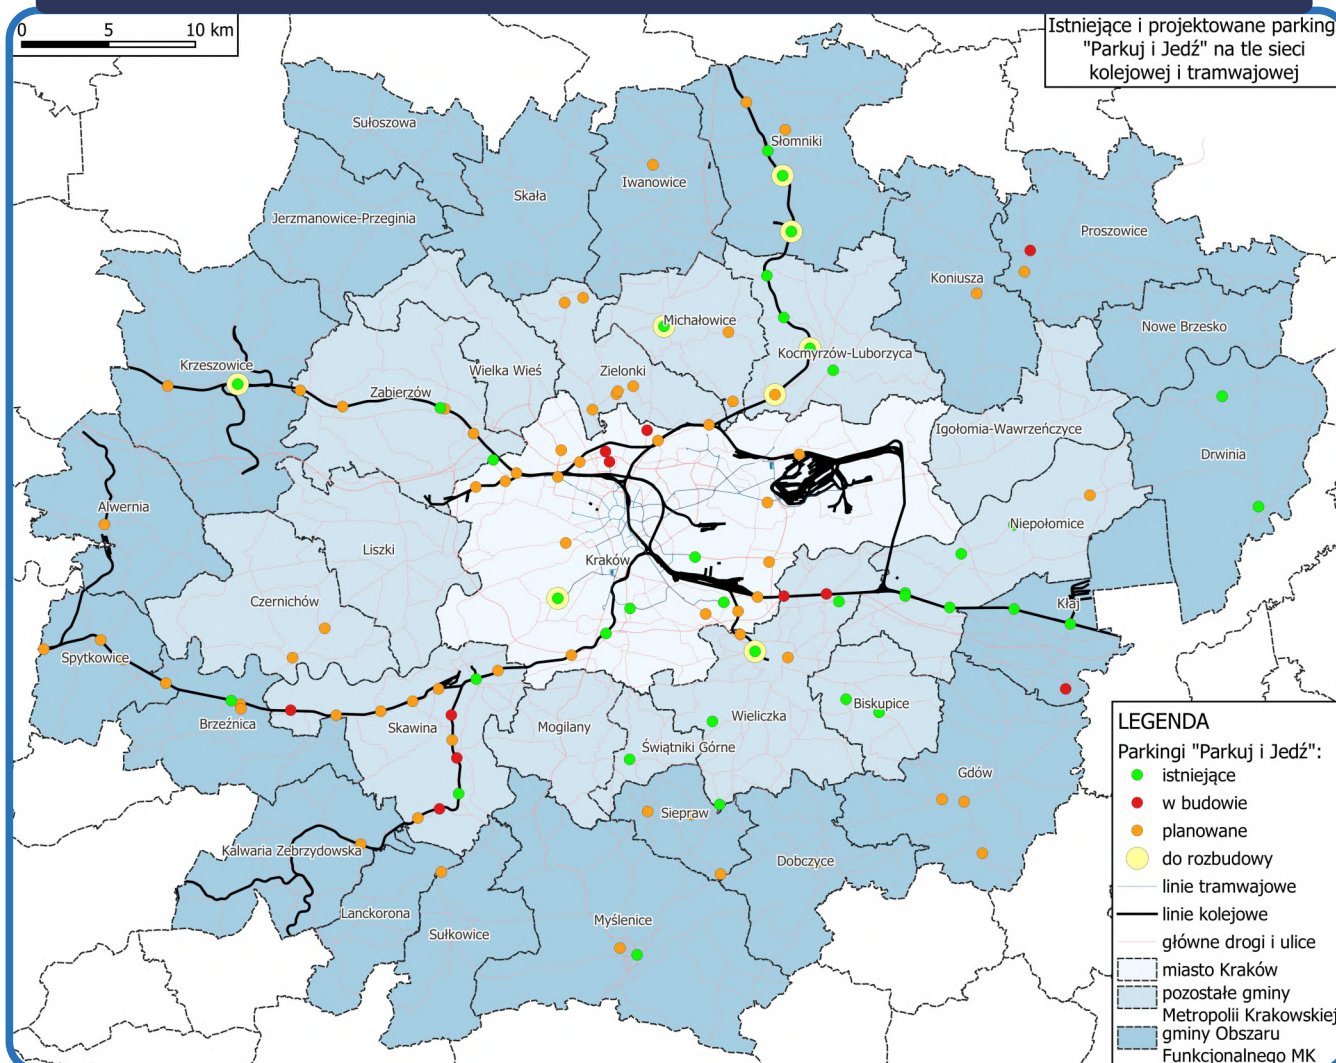 0 5 10 km
Istniejące i projektowane parking
"Parkuj i Jedź" na tle sieci
kolejowej i tramwajowej
Sułoszowa
Słomniki
Iwanowice
Skała
Jerzmanowice-Przeginia
Proszowice
Koniusza
Michałowice
Nowe Brzesko
Kocmyrzów-Luborzyca
Krzeszowice
Wielka Wieś
Zielonki
Zabierzów
Igołomia-Wawrzeńczyce
Drwinia
Alwernia
Niepołomice
Liszki
Kraków
Czernichów
Kłaj
Spytkowice
Biskupice
Wieliczka
Brzeźnica
Skawina
Mogilany
Świątniki Górne
Gdów
Siepraw
Kalwaria Zebrzydowska
Dobczyce
Lanckorona
Myślenice
Sułkowice
LEGENDA
Parkingi "Parkuj i Jedź":
istniejące
w budowie
planowane
do rozbudowy
linie tramwajowe
linie kolejowe
główne drogi i ulice
miasto Kraków
pozostałe gminy
Metropolii Krakowskiej
gminy Obszaru
Funkcjonalnego MK